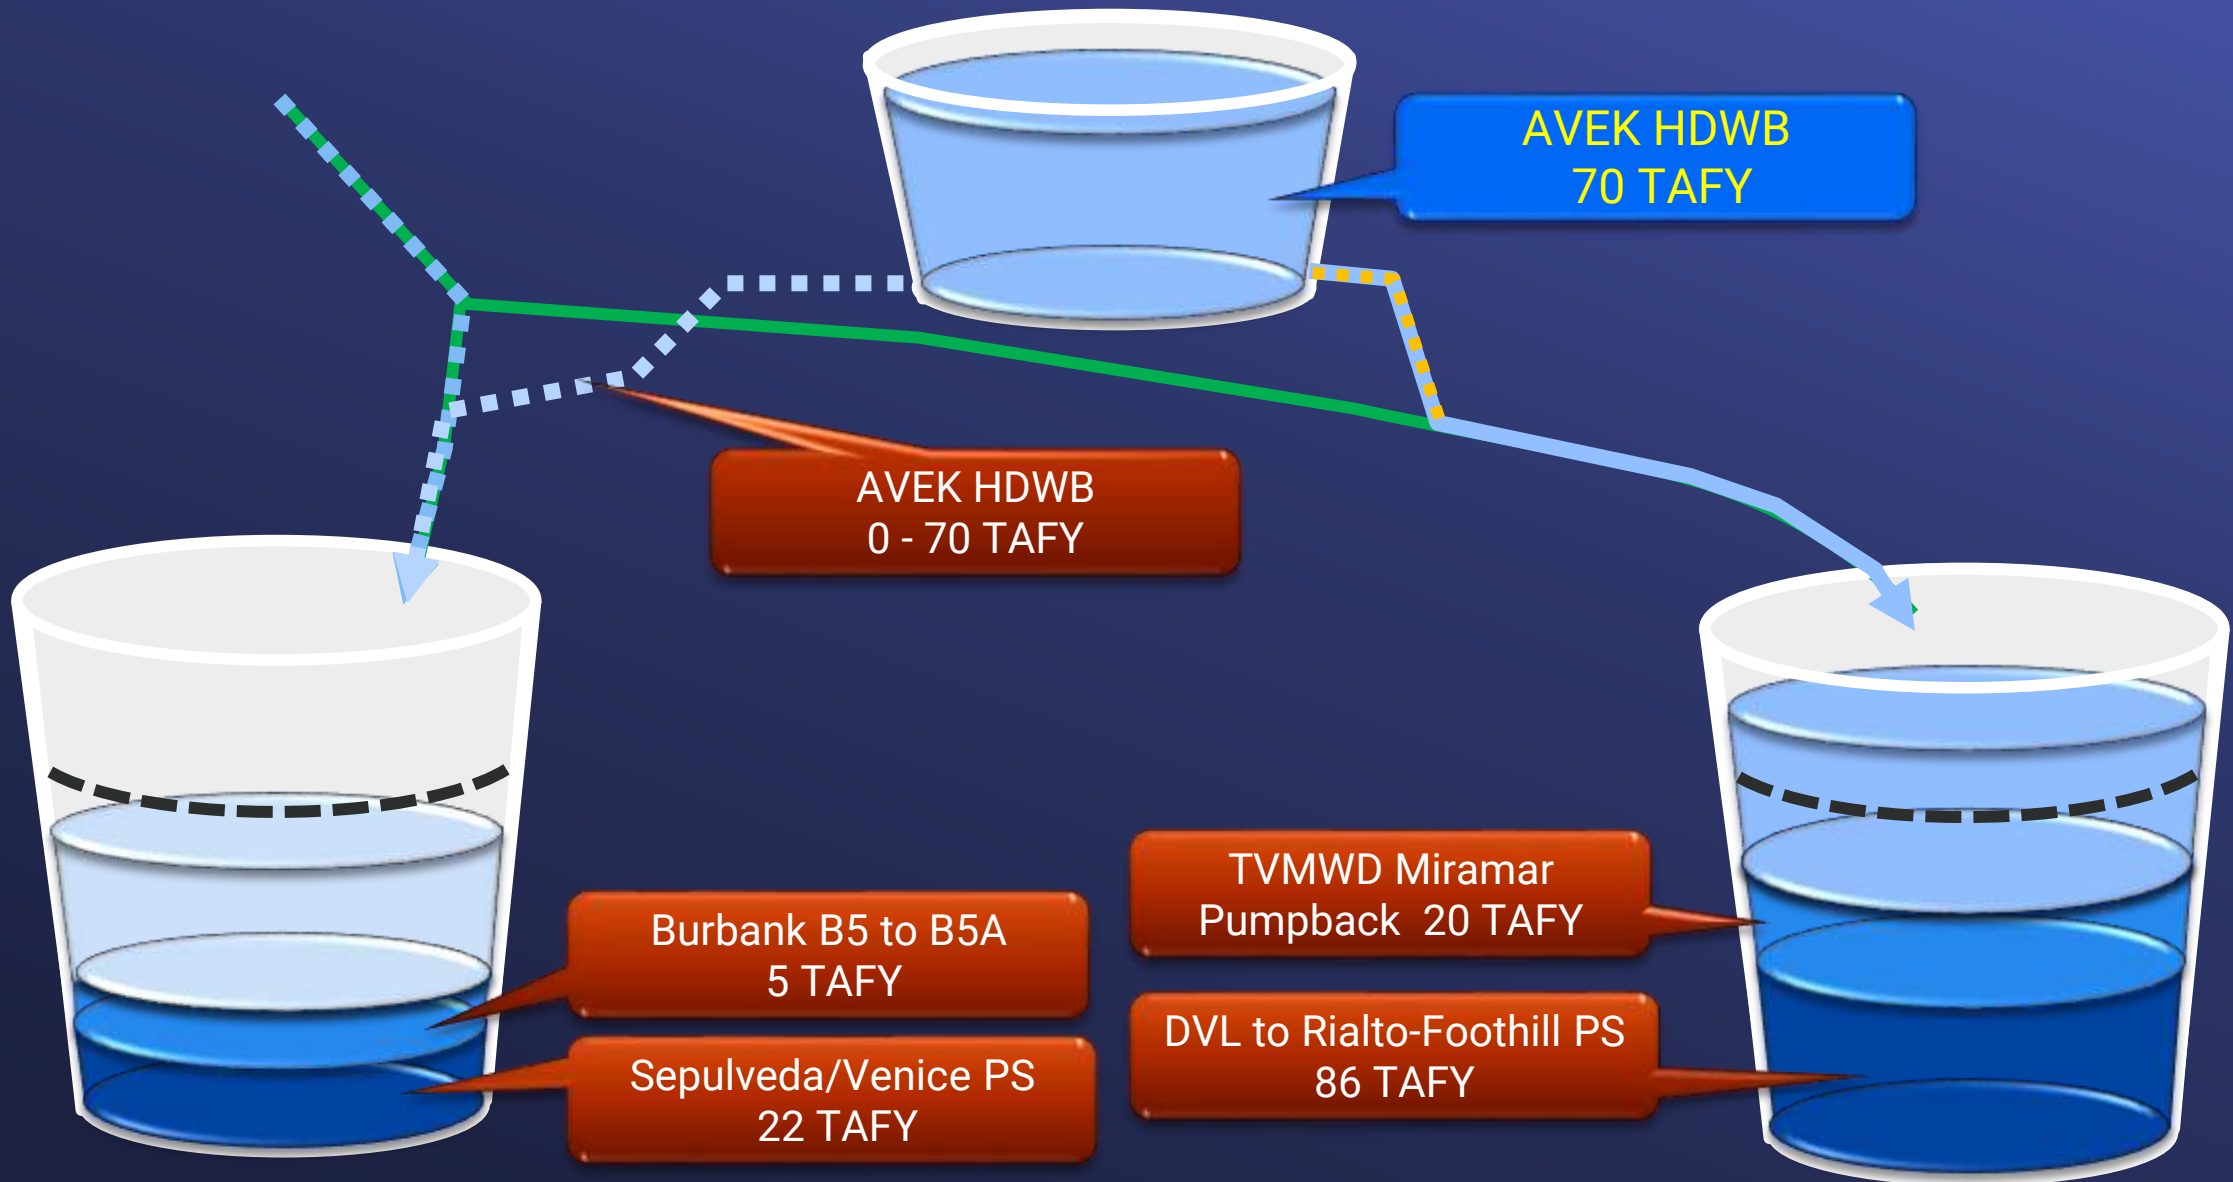 AVEK HDWB
70 TAFY
AVEK HDWB
0 - 70 TAFY
Burbank B5 to B5A
5 TAFY
Sepulveda/Venice PS
22 TAFY
TVMWD Miramar
Pumpback 20 TAFY
DVL to Rialto-Foothill PS
86 TAFY